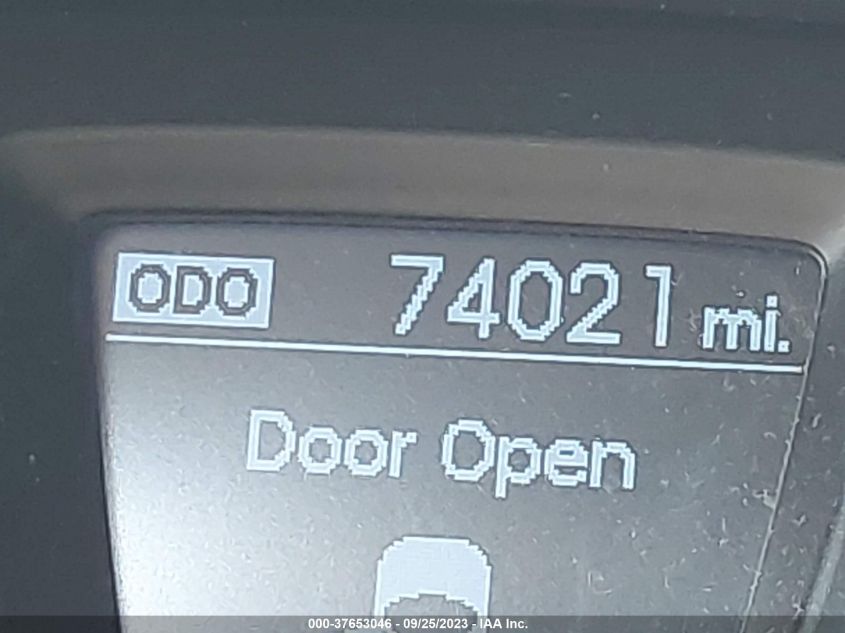 ODO 74021 mi.
Door Open
000-37653046 - 09/25/2023 - IAA Inc.